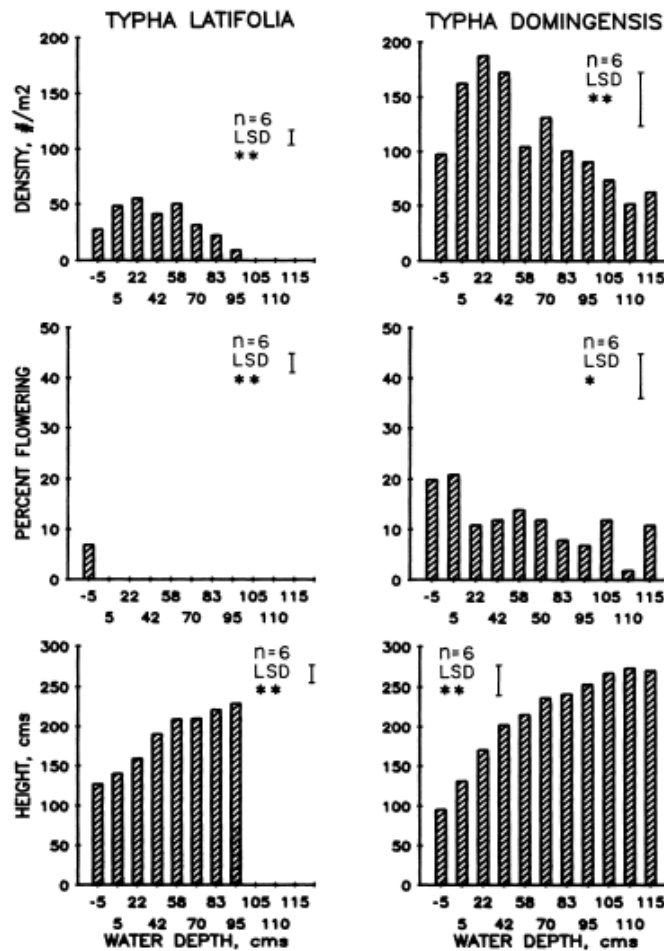 TYPHA LATIFOLIA
DENSITY, #/m2
200
150
100
50
0
n=6
LSD
**
-5 22 58 83 105 115
5 42 70 95 110
TYPHA DOMINGENSIS
200
150
100
50
0
n=6
LSD
**
-5 22 58 83 105 115
5 42 70 95 110
PERCENT FLOWERING
50
40
30
20
10
0
n=6
LSD
**
-5 22 58 83 105 115
5 42 70 95 110
50
40
30
20
10
0
n=6
LSD
*
-5 22 58 83 105 115
5 42 50 95 110
HEIGHT, cms
300
250
200
150
100
50
0
n=6
LSD
**
-5 22 58 83 105 115
5 42 70 95 110
WATER DEPTH, cms
300
250
200
150
100
50
0
n=6
LSD
**
-5 22 58 83 105 115
5 42 70 95 110
WATER DEPTH, cms